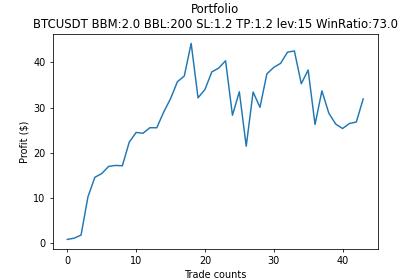 Portfolio
BTCUSDT BBM:2.0 BBL:200 SL:1.2 TP:1.2 lev:15 WinRatio:73.0
Profit ($)
40
30
20
10
0
0 10 20 30 40
Trade counts